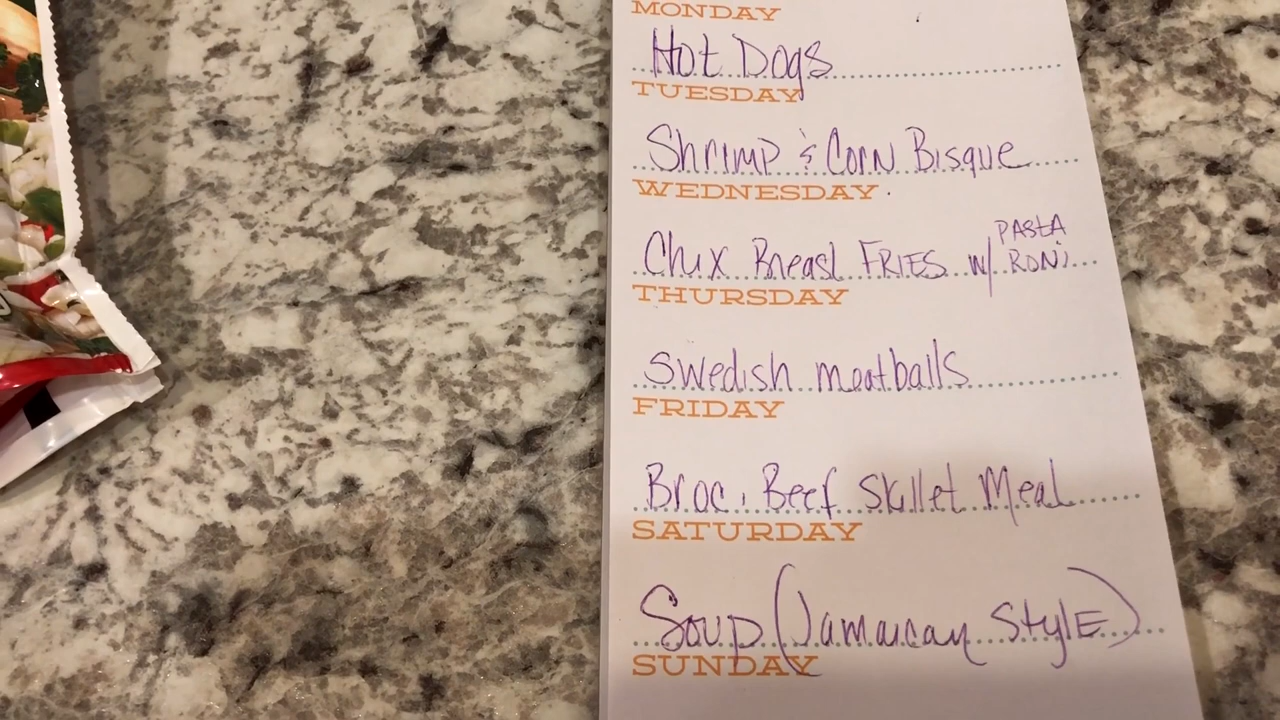 MONDAY
Hot Dogs
TUESDAY
Shrimp & Corn Bisque
WEDNESDAY
Chix Breast FRIES w/ PASTA RONI
THURSDAY
Swedish meatballs
FRIDAY
Broc, Beef Skillet Meal
SATURDAY
Soup (Jamaican StylE)
SUNDAY